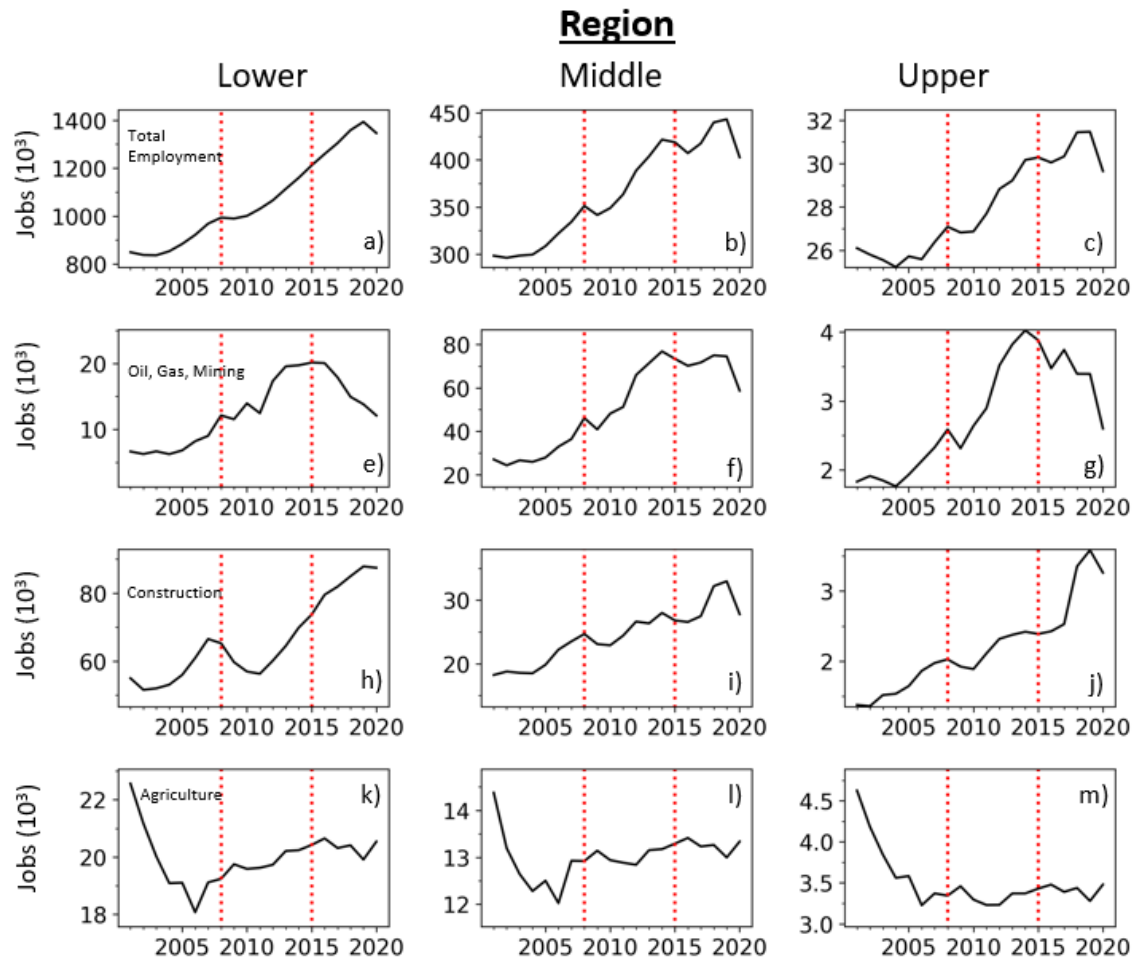 Region
Lower Middle Upper
Jobs (10³)
1400
1200
1000
800
Total
Employment
a)
2005 2010 2015 2020
450
400
350
300
b)
2005 2010 2015 2020
32
30
28
26
c)
2005 2010 2015 2020
Jobs (10³)
20
10
Oil, Gas, Mining
e)
2005 2010 2015 2020
80
60
40
20
f)
2005 2010 2015 2020
4
3
2
g)
2005 2010 2015 2020
Jobs (10³)
80
60
Construction
h)
2005 2010 2015 2020
30
20
i)
2005 2010 2015 2020
3
2
j)
2005 2010 2015 2020
Jobs (10³)
22
20
18
Agriculture
k)
2005 2010 2015 2020
14
13
12
l)
2005 2010 2015 2020
4.5
4.0
3.5
3.0
m)
2005 2010 2015 2020